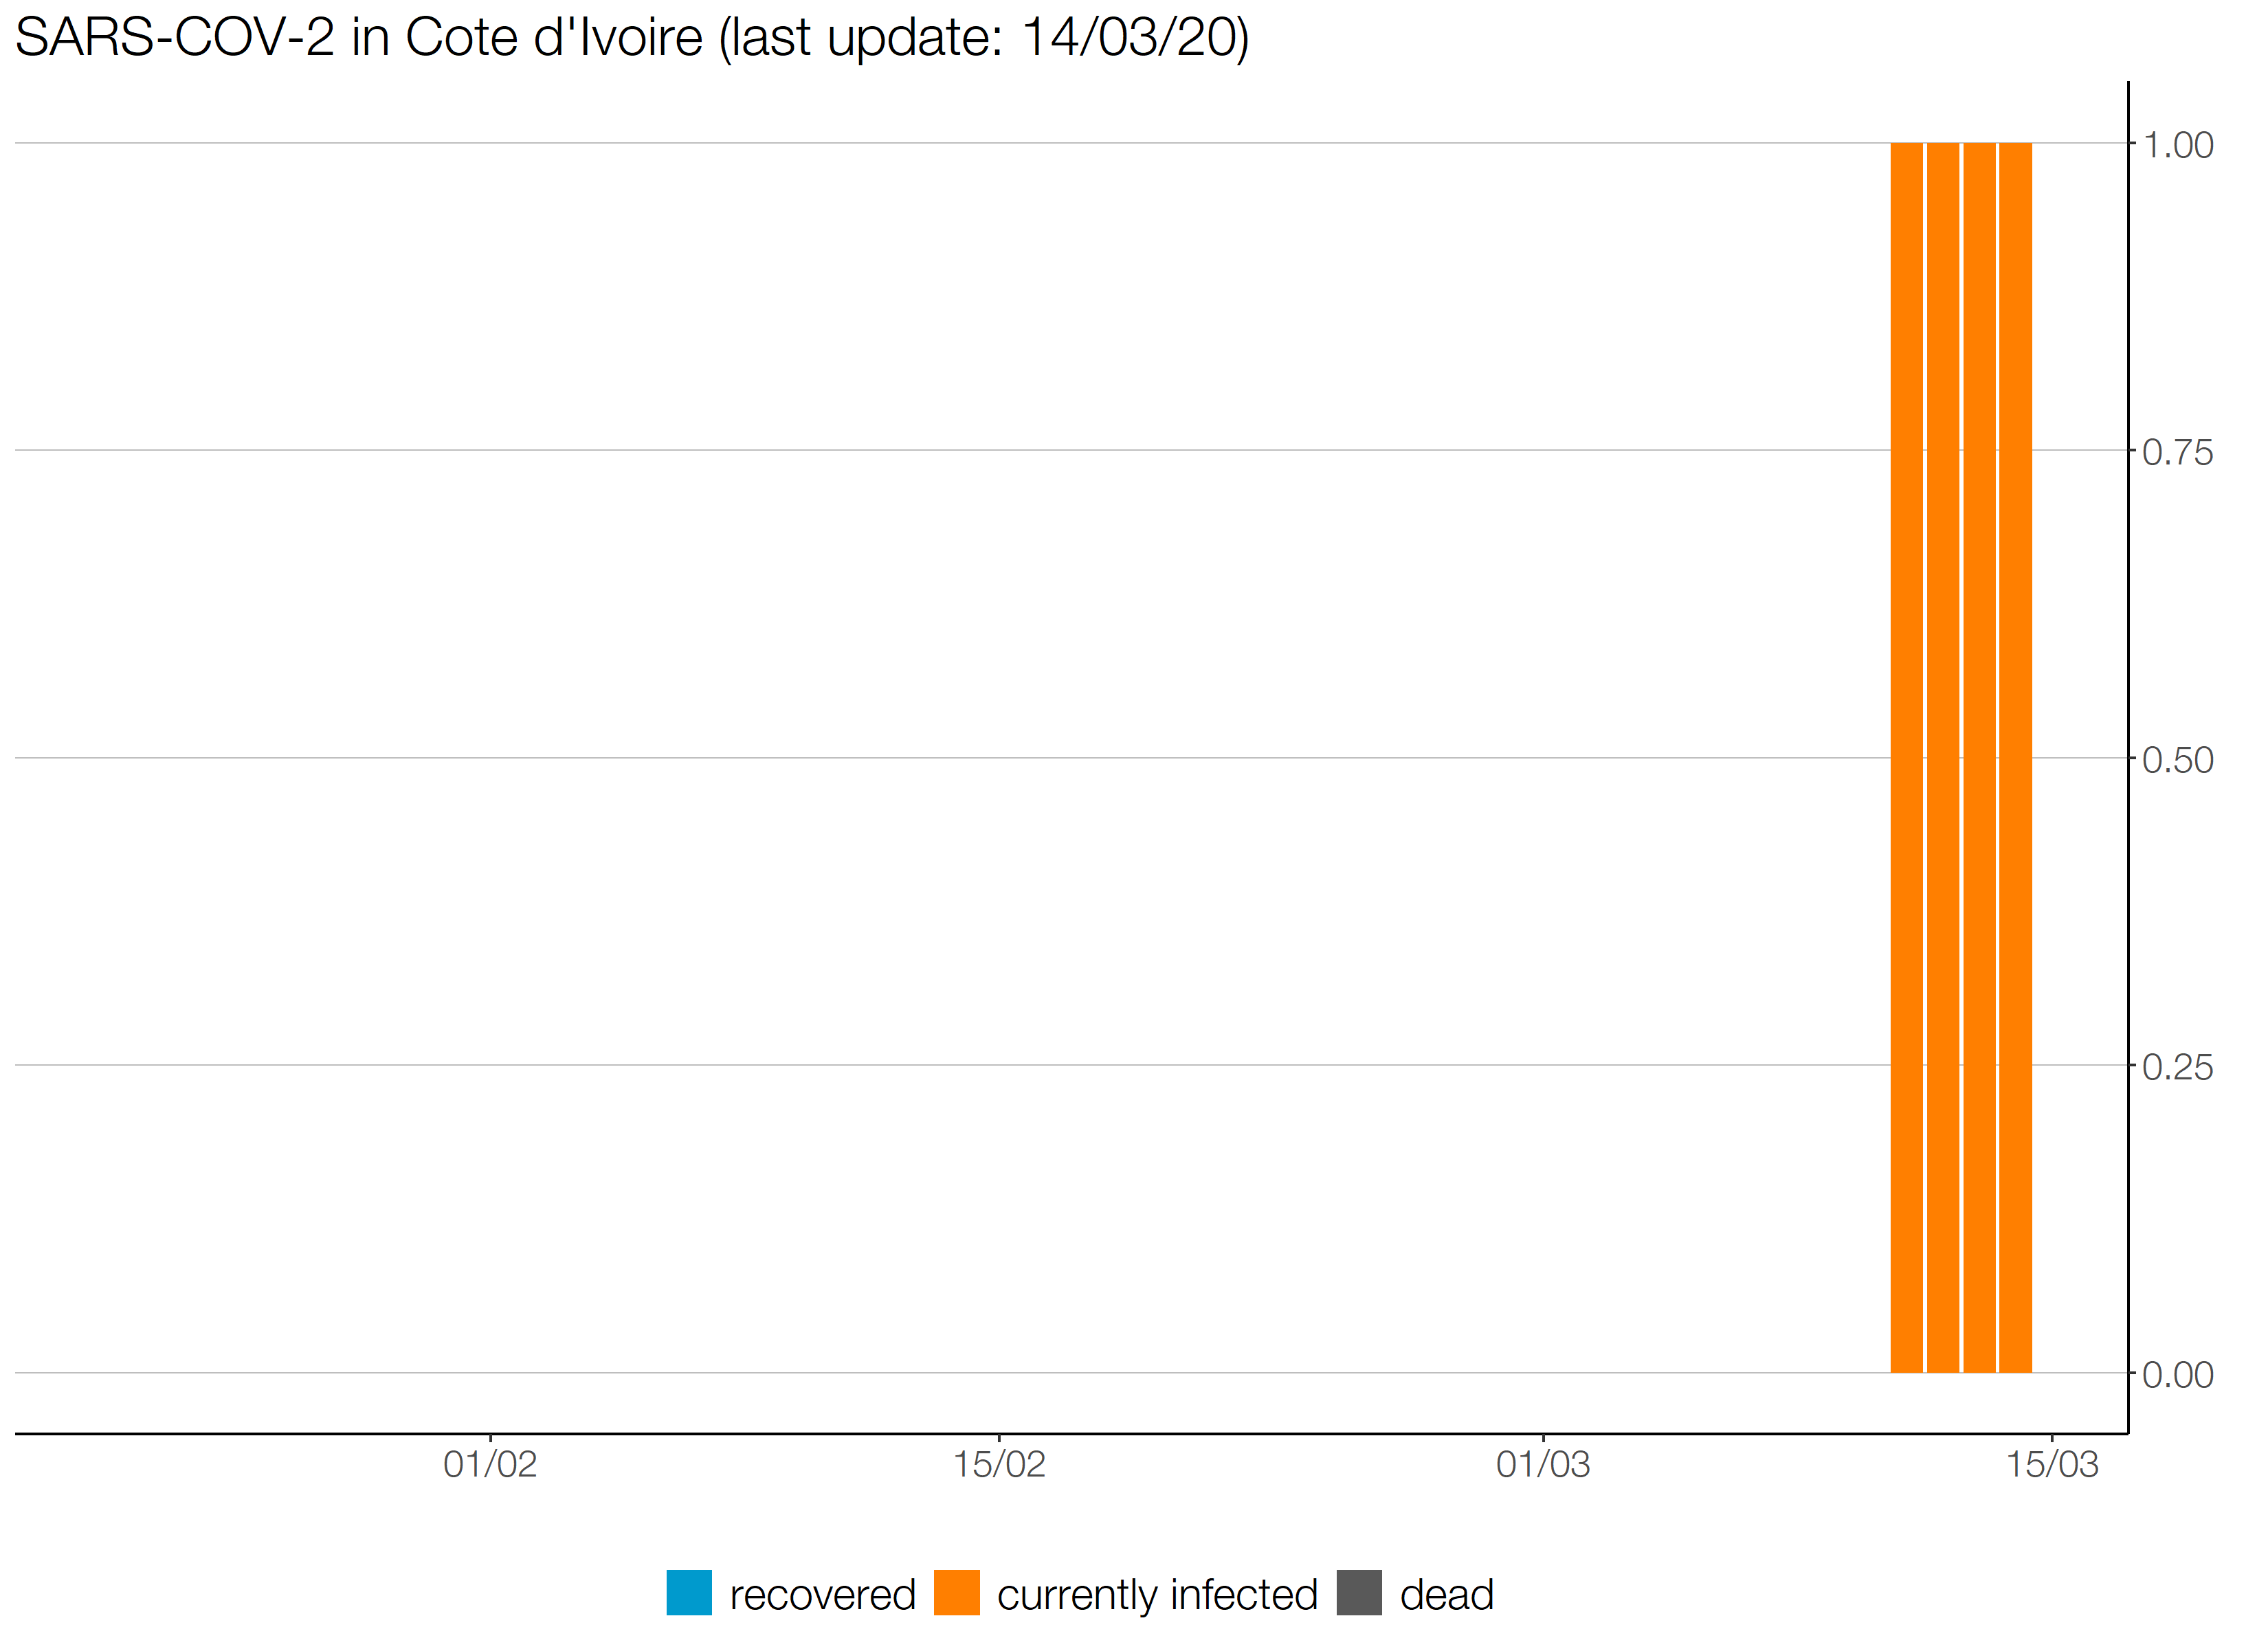 SARS-COV-2 in Cote d'Ivoire (last update: 14/03/20)
1.00
0.75
0.50
0.25
0.00
01/02 15/02 01/03 15/03
recovered currently infected dead